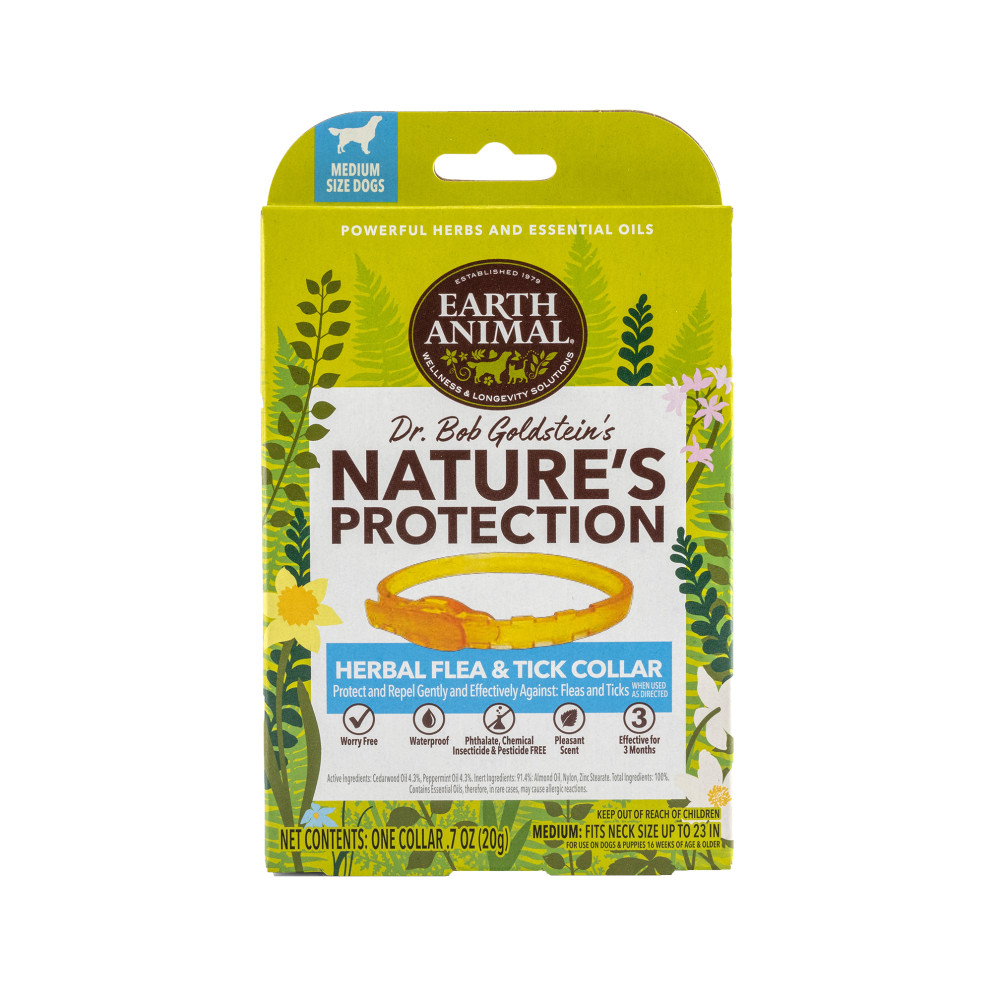 MEDIUM
SIZE DOGS
POWERFUL HERBS AND ESSENTIAL OILS
ESTABLISHED 1979
EARTH
ANIMAL®
WELLNESS & LONGEVITY SOLUTIONS
Dr. Bob Goldstein's
NATURE'S
PROTECTION
HERBAL FLEA & TICK COLLAR
Protect and Repel Gently and Effectively Against: Fleas and Ticks WHEN USED AS DIRECTED
Worry Free
Waterproof
Phthalate, Chemical
Insecticide & Pesticide FREE
Pleasant
Scent
3
Effective for
3 Months
Active Ingredients: Cedarwood Oil 4.3%, Peppermint Oil 4.3%. Inert Ingredients: 91.4%: Almond Oil, Nylon, Zinc Stearate. Total Ingredients: 100%.
Contains Essential Oils, therefore, in rare cases, may cause allergic reactions.
KEEP OUT OF REACH OF CHILDREN
NET CONTENTS: ONE COLLAR .7 OZ (20g)
MEDIUM: FITS NECK SIZE UP TO 23 IN
FOR USE ON DOGS & PUPPIES 16 WEEKS OF AGE & OLDER